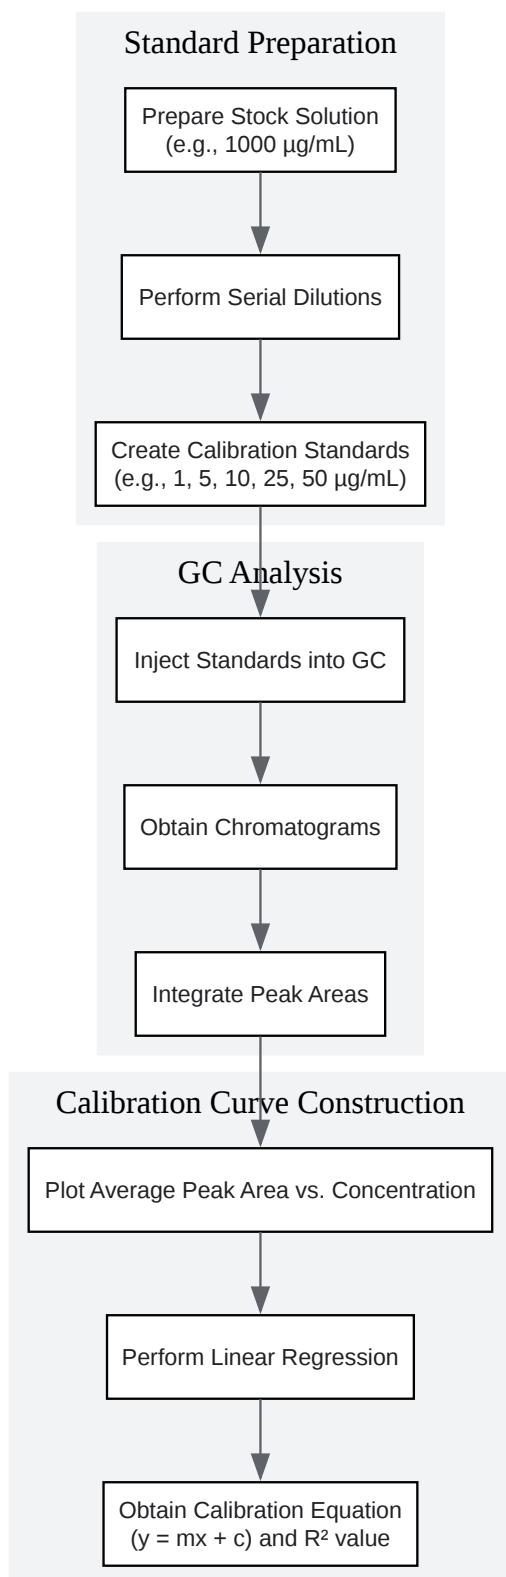 Standard Preparation
Prepare Stock Solution
(e.g., 1000 µg/mL)
Perform Serial Dilutions
Create Calibration Standards
(e.g., 1, 5, 10, 25, 50 µg/mL)
GC Analysis
Inject Standards into GC
Obtain Chromatograms
Integrate Peak Areas
Calibration Curve Construction
Plot Average Peak Area vs. Concentration
Perform Linear Regression
Obtain Calibration Equation
(y = mx + c) and R² value